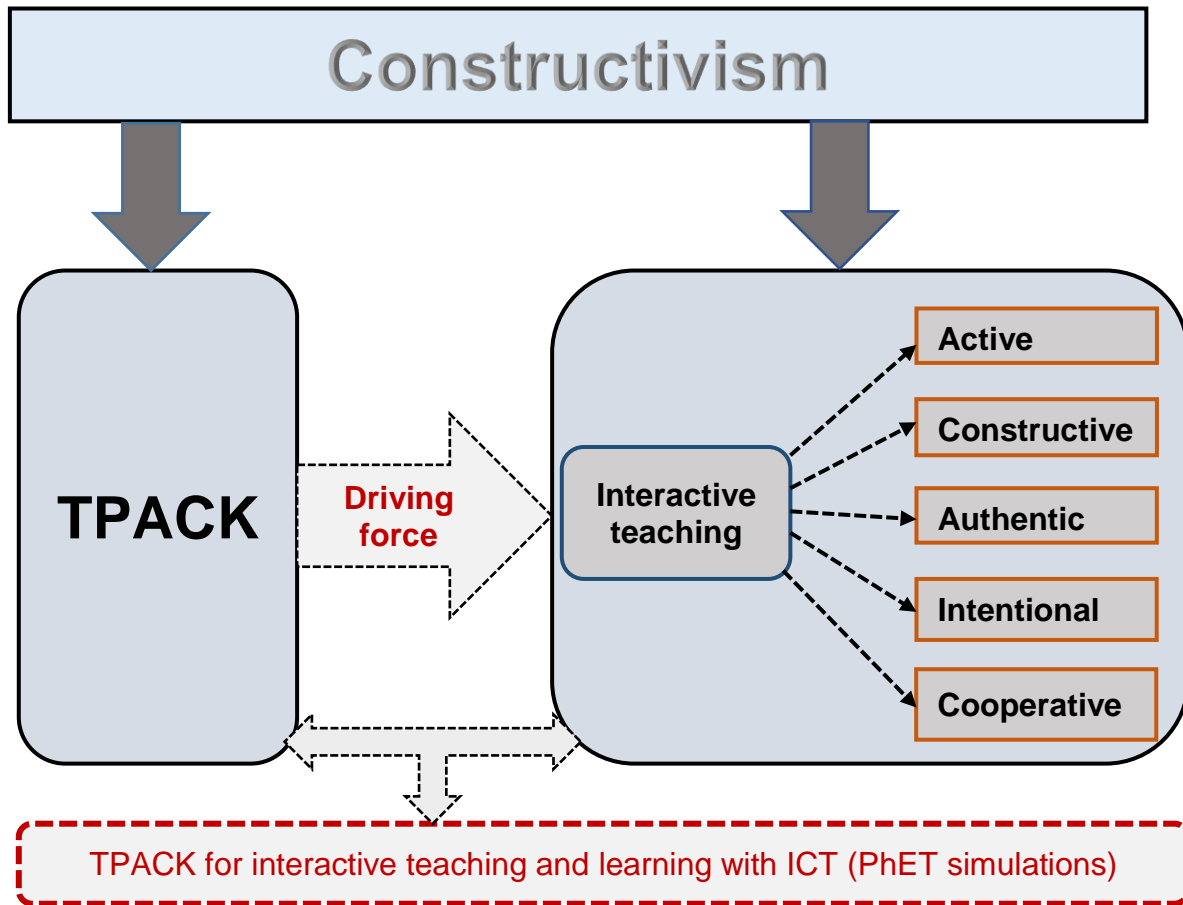 Constructivism
TPACK
Driving
force
Interactive
teaching
Active
Constructive
Authentic
Intentional
Cooperative
TPACK for interactive teaching and learning with ICT (PhET simulations)